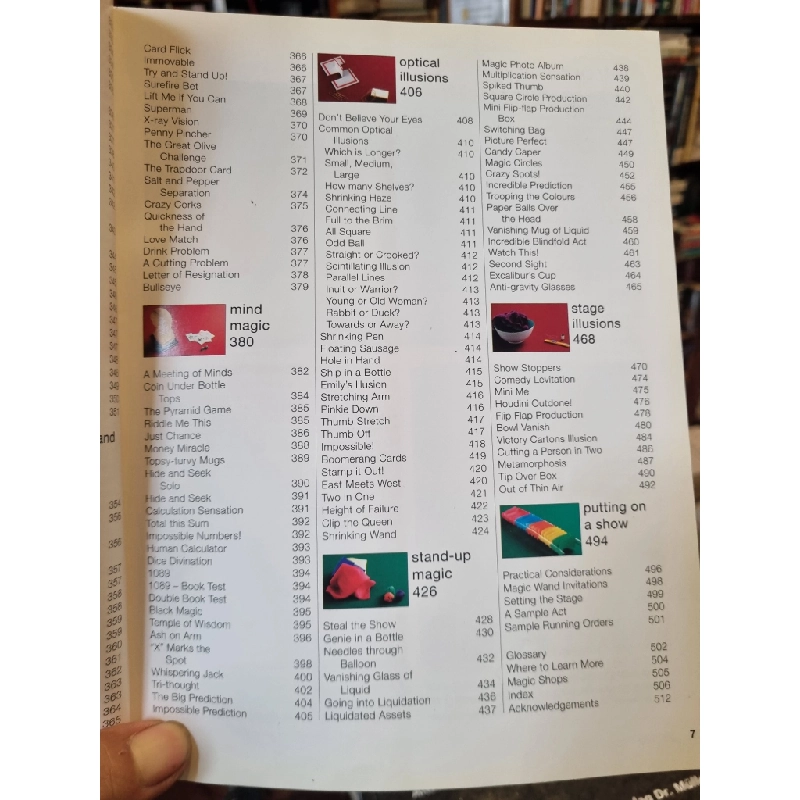 Card Flick 366
Immovable 366
Try and Stand Up! 367
Surefire Bet 367
Lift Me if You Can 368
Superman 369
X-ray Vision 370
Penny Pincher 370
The Great Olive
Challenge 371
The Trapdoor Card 372
Salt and Pepper
Separation 374
Crazy Corks 375
Quickness of
the Hand 376
Love Match 376
Drink Problem 377
A Cutting Problem 377
Letter of Resignation 378
Bullseye 379
mind
magic
380
A Meeting of Minds 382
Coin Under Bottle
Tops 384
The Pyramid Game 385
Riddle Me This 385
Just Chance 386
Money Miracle 388
Topsy-turvy Mugs 389
Hide and Seek
Solo 390
Hide and Seek 391
Calculation Sensation 391
Total this Sum 392
Impossible Numbers! 392
Human Calculator 393
Dice Divination 393
1089 394
1089 – Book Test 394
Double Book Test 394
Black Magic 395
Temple of Wisdom 395
Ash on Arm 396
"X" Marks the
Spot 398
Whispering Jack 400
Tri-thought 402
The Big Prediction 404
Impossible Prediction 405
optical
illusions
406
Don't Believe Your Eyes 408
Common Optical
Illusions 410
Which is Longer? 410
Small, Medium,
Large 410
How many Shelves? 410
Shrinking Haze 410
Connecting Line 411
Full to the Brim 411
All Square 411
Odd Ball 411
Straight or Crooked? 412
Scintillating Illusion 412
Parallel Lines 412
Inuit or Warrior? 413
Young or Old Woman? 413
Rabbit or Duck? 413
Towards or Away? 413
Shrinking Pen 414
Floating Sausage 414
Hole in Hand 414
Ship in a Bottle 415
Emily's Illusion 415
Stretching Arm 416
Pinkie Down 416
Thumb Stretch 417
Thumb Off 417
Impossible! 418
Boomerang Cards 419
Stamp it Out! 420
East Meets West 420
Two in One 421
Height of Failure 422
Clip the Queen 423
Shrinking Wand 424
stand-up
magic
426
Steal the Show 428
Genie in a Bottle 430
Needles through
Balloon 432
Vanishing Glass of
Liquid 434
Going into Liquidation 436
Liquidated Assets 437
Magic Photo Album 438
Multiplication Sensation 439
Spiked Thumb 440
Square Circle Production 442
Mini Flip-flap Production
Box 444
Switching Bag 447
Picture Perfect 447
Candy Caper 449
Magic Circles 450
Crazy Spots! 452
Incredible Prediction 455
Trooping the Colours 456
Paper Balls Over
the Head 458
Vanishing Mug of Liquid 459
Incredible Blindfold Act 460
Watch This! 461
Second Sight 463
Excalibur's Cup 464
Anti-gravity Glasses 465
stage
illusions
468
Show Stoppers 470
Comedy Levitation 474
Mini Me 475
Houdini Outdone! 476
Flip Flap Production 478
Bowl Vanish 480
Victory Cartons Illusion 484
Cutting a Person in Two 486
Metamorphosis 487
Tip Over Box 490
Out of Thin Air 492
putting on
a show
494
Practical Considerations 496
Magic Wand Invitations 498
Setting the Stage 499
A Sample Act 500
Sample Running Orders 501
Glossary 502
Where to Learn More 504
Magic Shops 505
Index 506
Acknowledgements 512
7
and
354
356
356
357
357
358
358
359
359
360
361
362
363
363
364
365